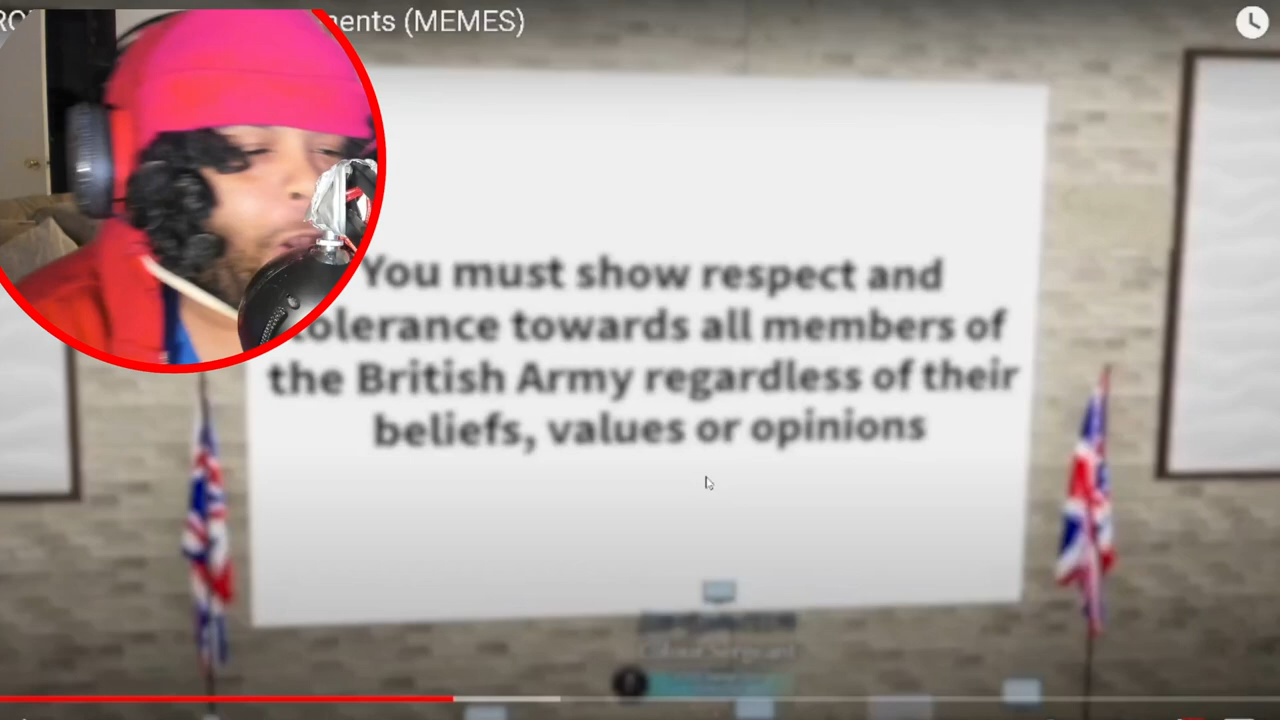 ents (MEMES)
You must show respect and
tolerance towards all members of
the British Army regardless of their
beliefs, values or opinions